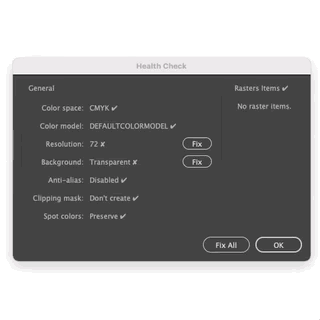 Health Check
General
Color space: CMYK ✔
Color model: DEFAULTCOLORMODEL ✔
Resolution: 72 ✘ Fix
Background: Transparent ✘ Fix
Anti-alias: Disabled ✔
Clipping mask: Don't create ✔
Spot colors: Preserve ✔
Rasters Items ✔
No raster items.
Fix All OK